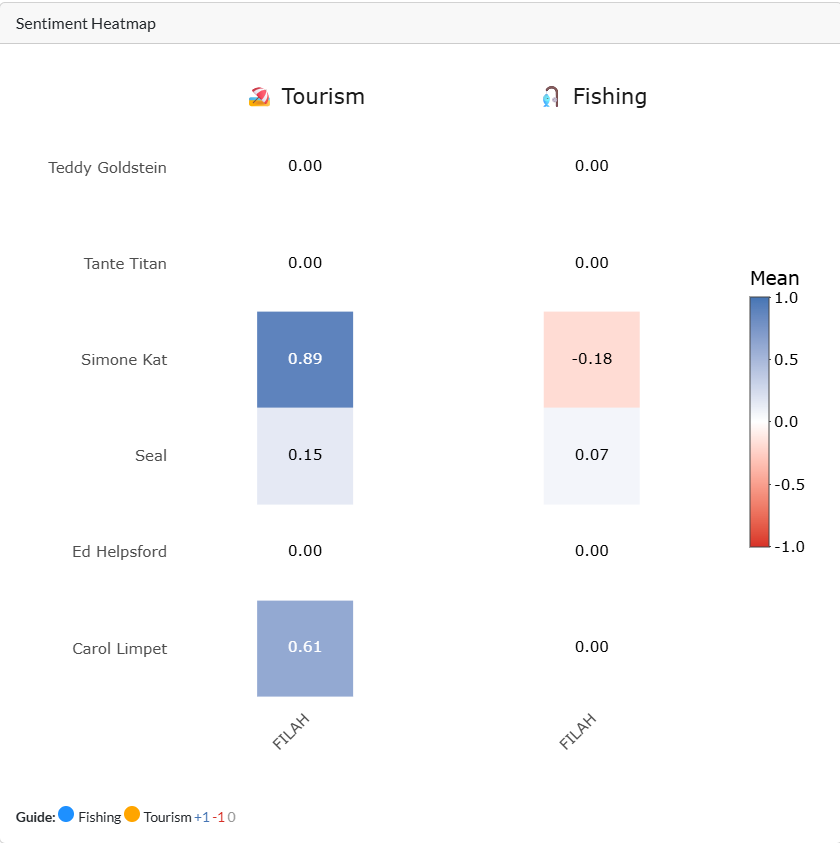 Sentiment Heatmap
Tourism Fishing
Teddy Goldstein 0.00 0.00
Tante Titan 0.00 0.00
Mean
1.0
Simone Kat 0.89 -0.18 0.5
0.0
Seal 0.15 0.07
-0.5
Ed Helpsford 0.00 0.00 -1.0
Carol Limpet 0.61 0.00
FILAH FILAH
Guide: Fishing Tourism +1 -1 0